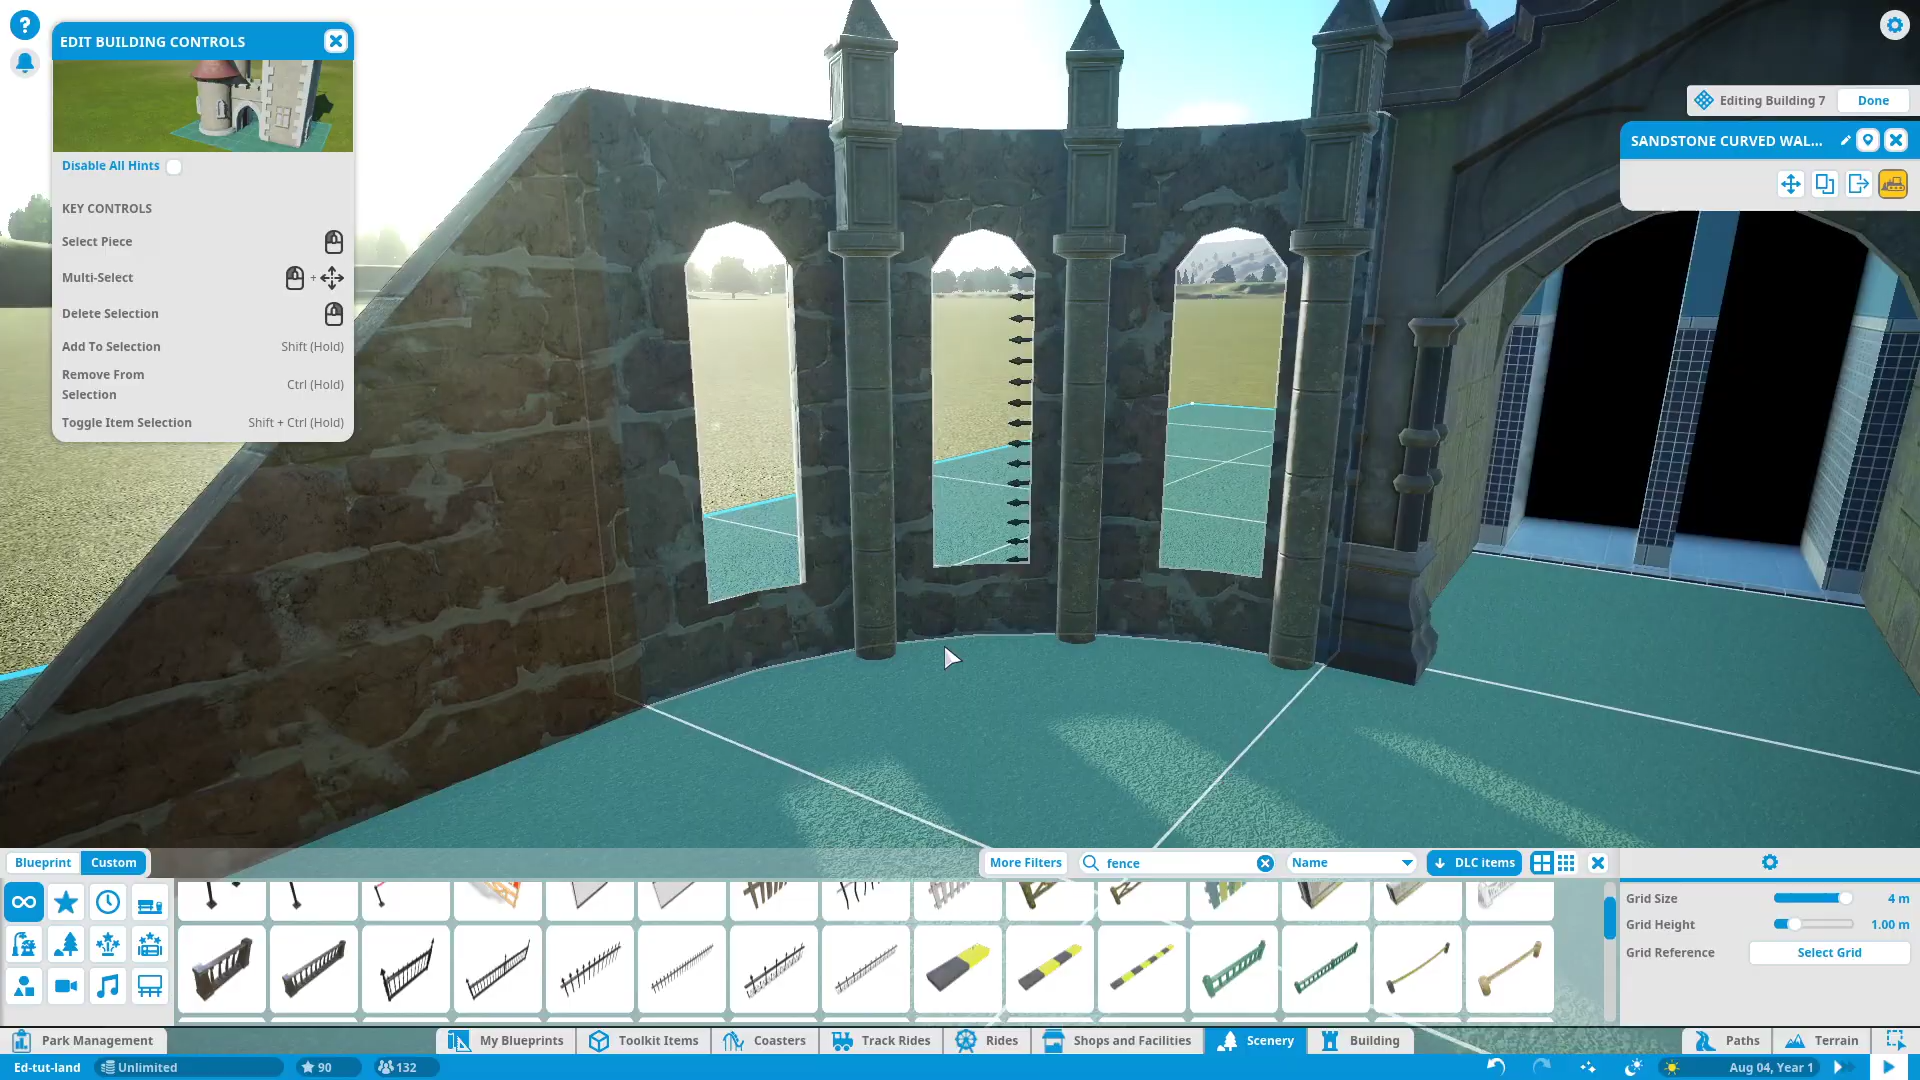 ?
EDIT BUILDING CONTROLS
Disable All Hints
KEY CONTROLS
Select Piece
Multi-Select
+
Delete Selection
Add To Selection
Shift (Hold)
Remove From
Selection
Ctrl (Hold)
Toggle Item Selection
Shift + Ctrl (Hold)
Editing Building 7
Done
SANDSTONE CURVED WAL...
Blueprint
Custom
More Filters
fence
Name
DLC items
Grid Size
4 m
Grid Height
1.00 m
Grid Reference
Select Grid
Park Management
My Blueprints
Toolkit Items
Coasters
Track Rides
Rides
Shops and Facilities
Scenery
Building
Paths
Terrain
Ed-tut-land
Unlimited
90
132
Aug 04, Year 1